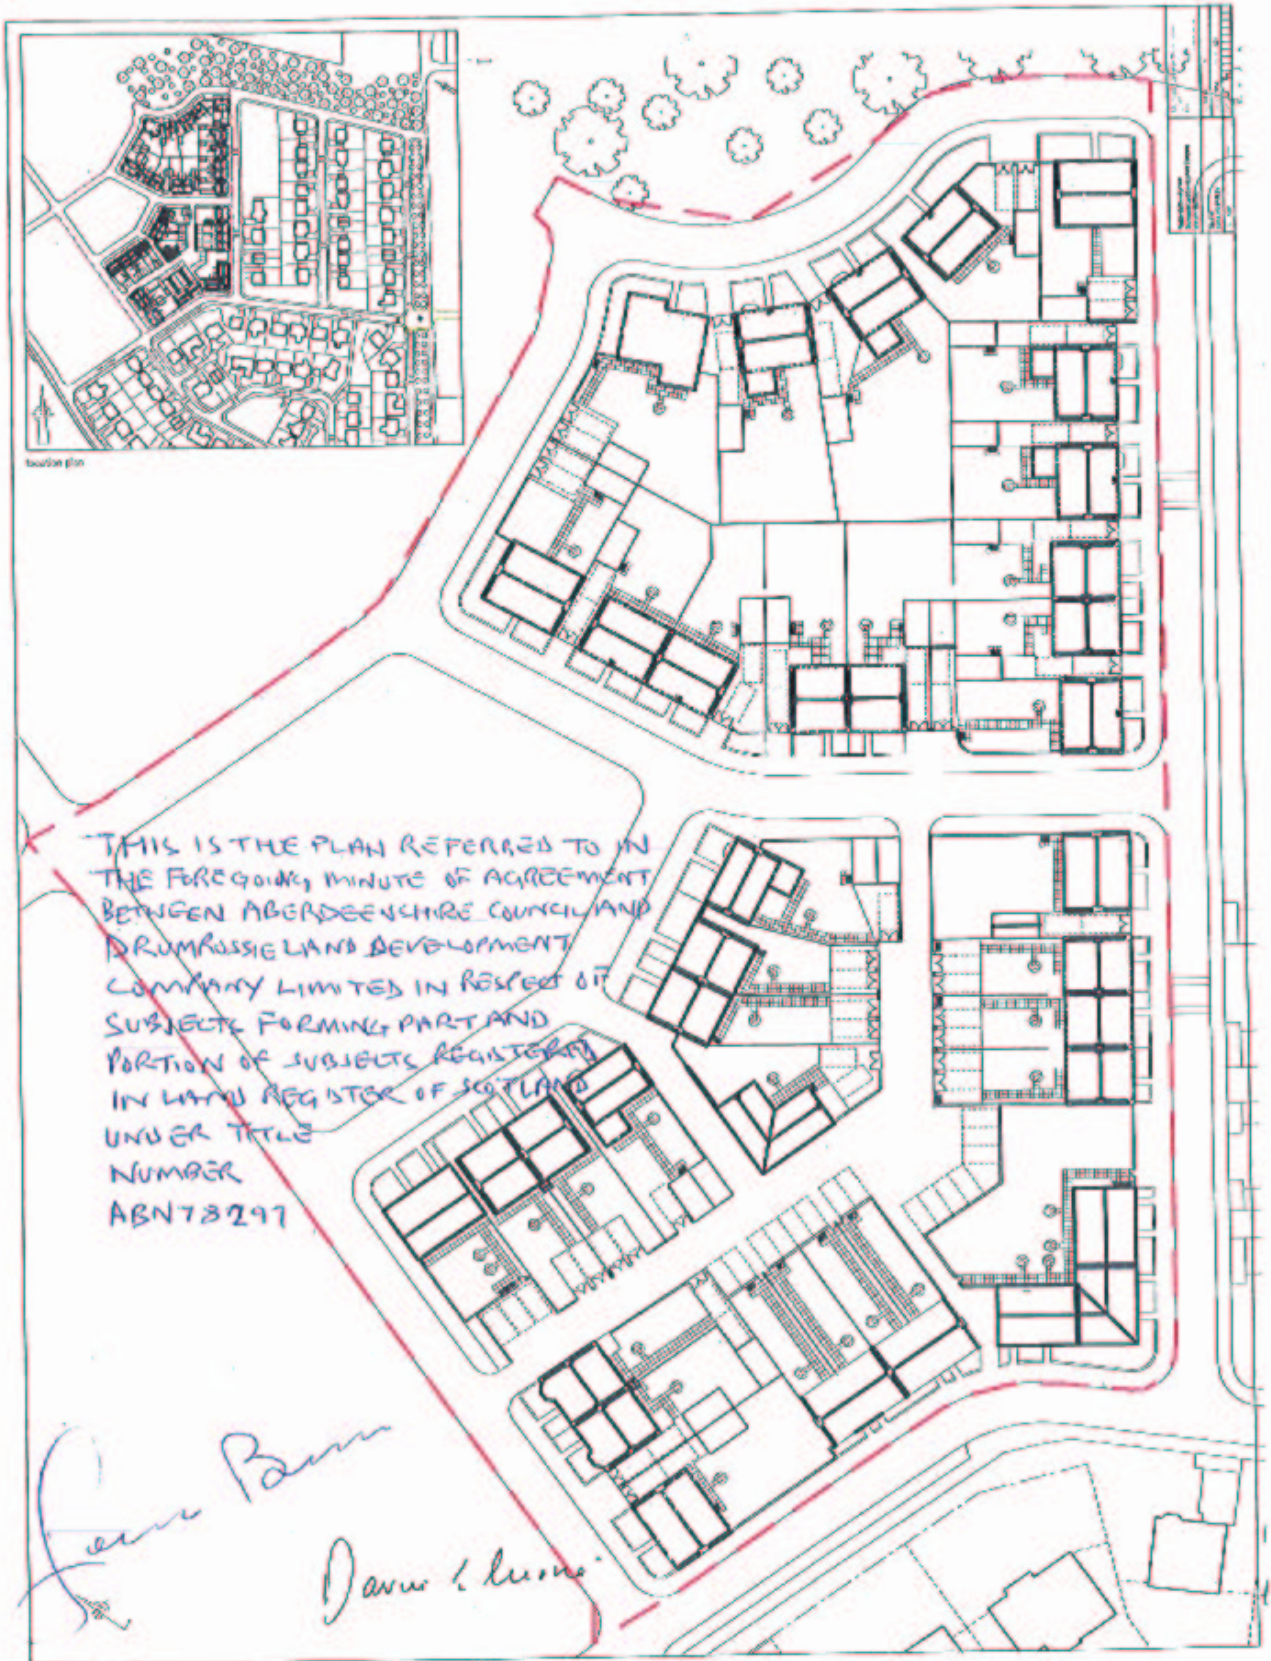 location plan
THIS IS THE PLAN REFERRED TO IN
THE FOREGOING MINUTE OF AGREEMENT
BETWEEN ABERDEENSHIRE COUNCIL AND
DRUMROSSIE LAND DEVELOPMENT
COMPANY LIMITED IN RESPECT OF
SUBJECTS FORMING PART AND
PORTION OF SUBJECTS REGISTERED
IN LAND REGISTER OF SCOTLAND
UNDER TITLE
NUMBER
ABN78297